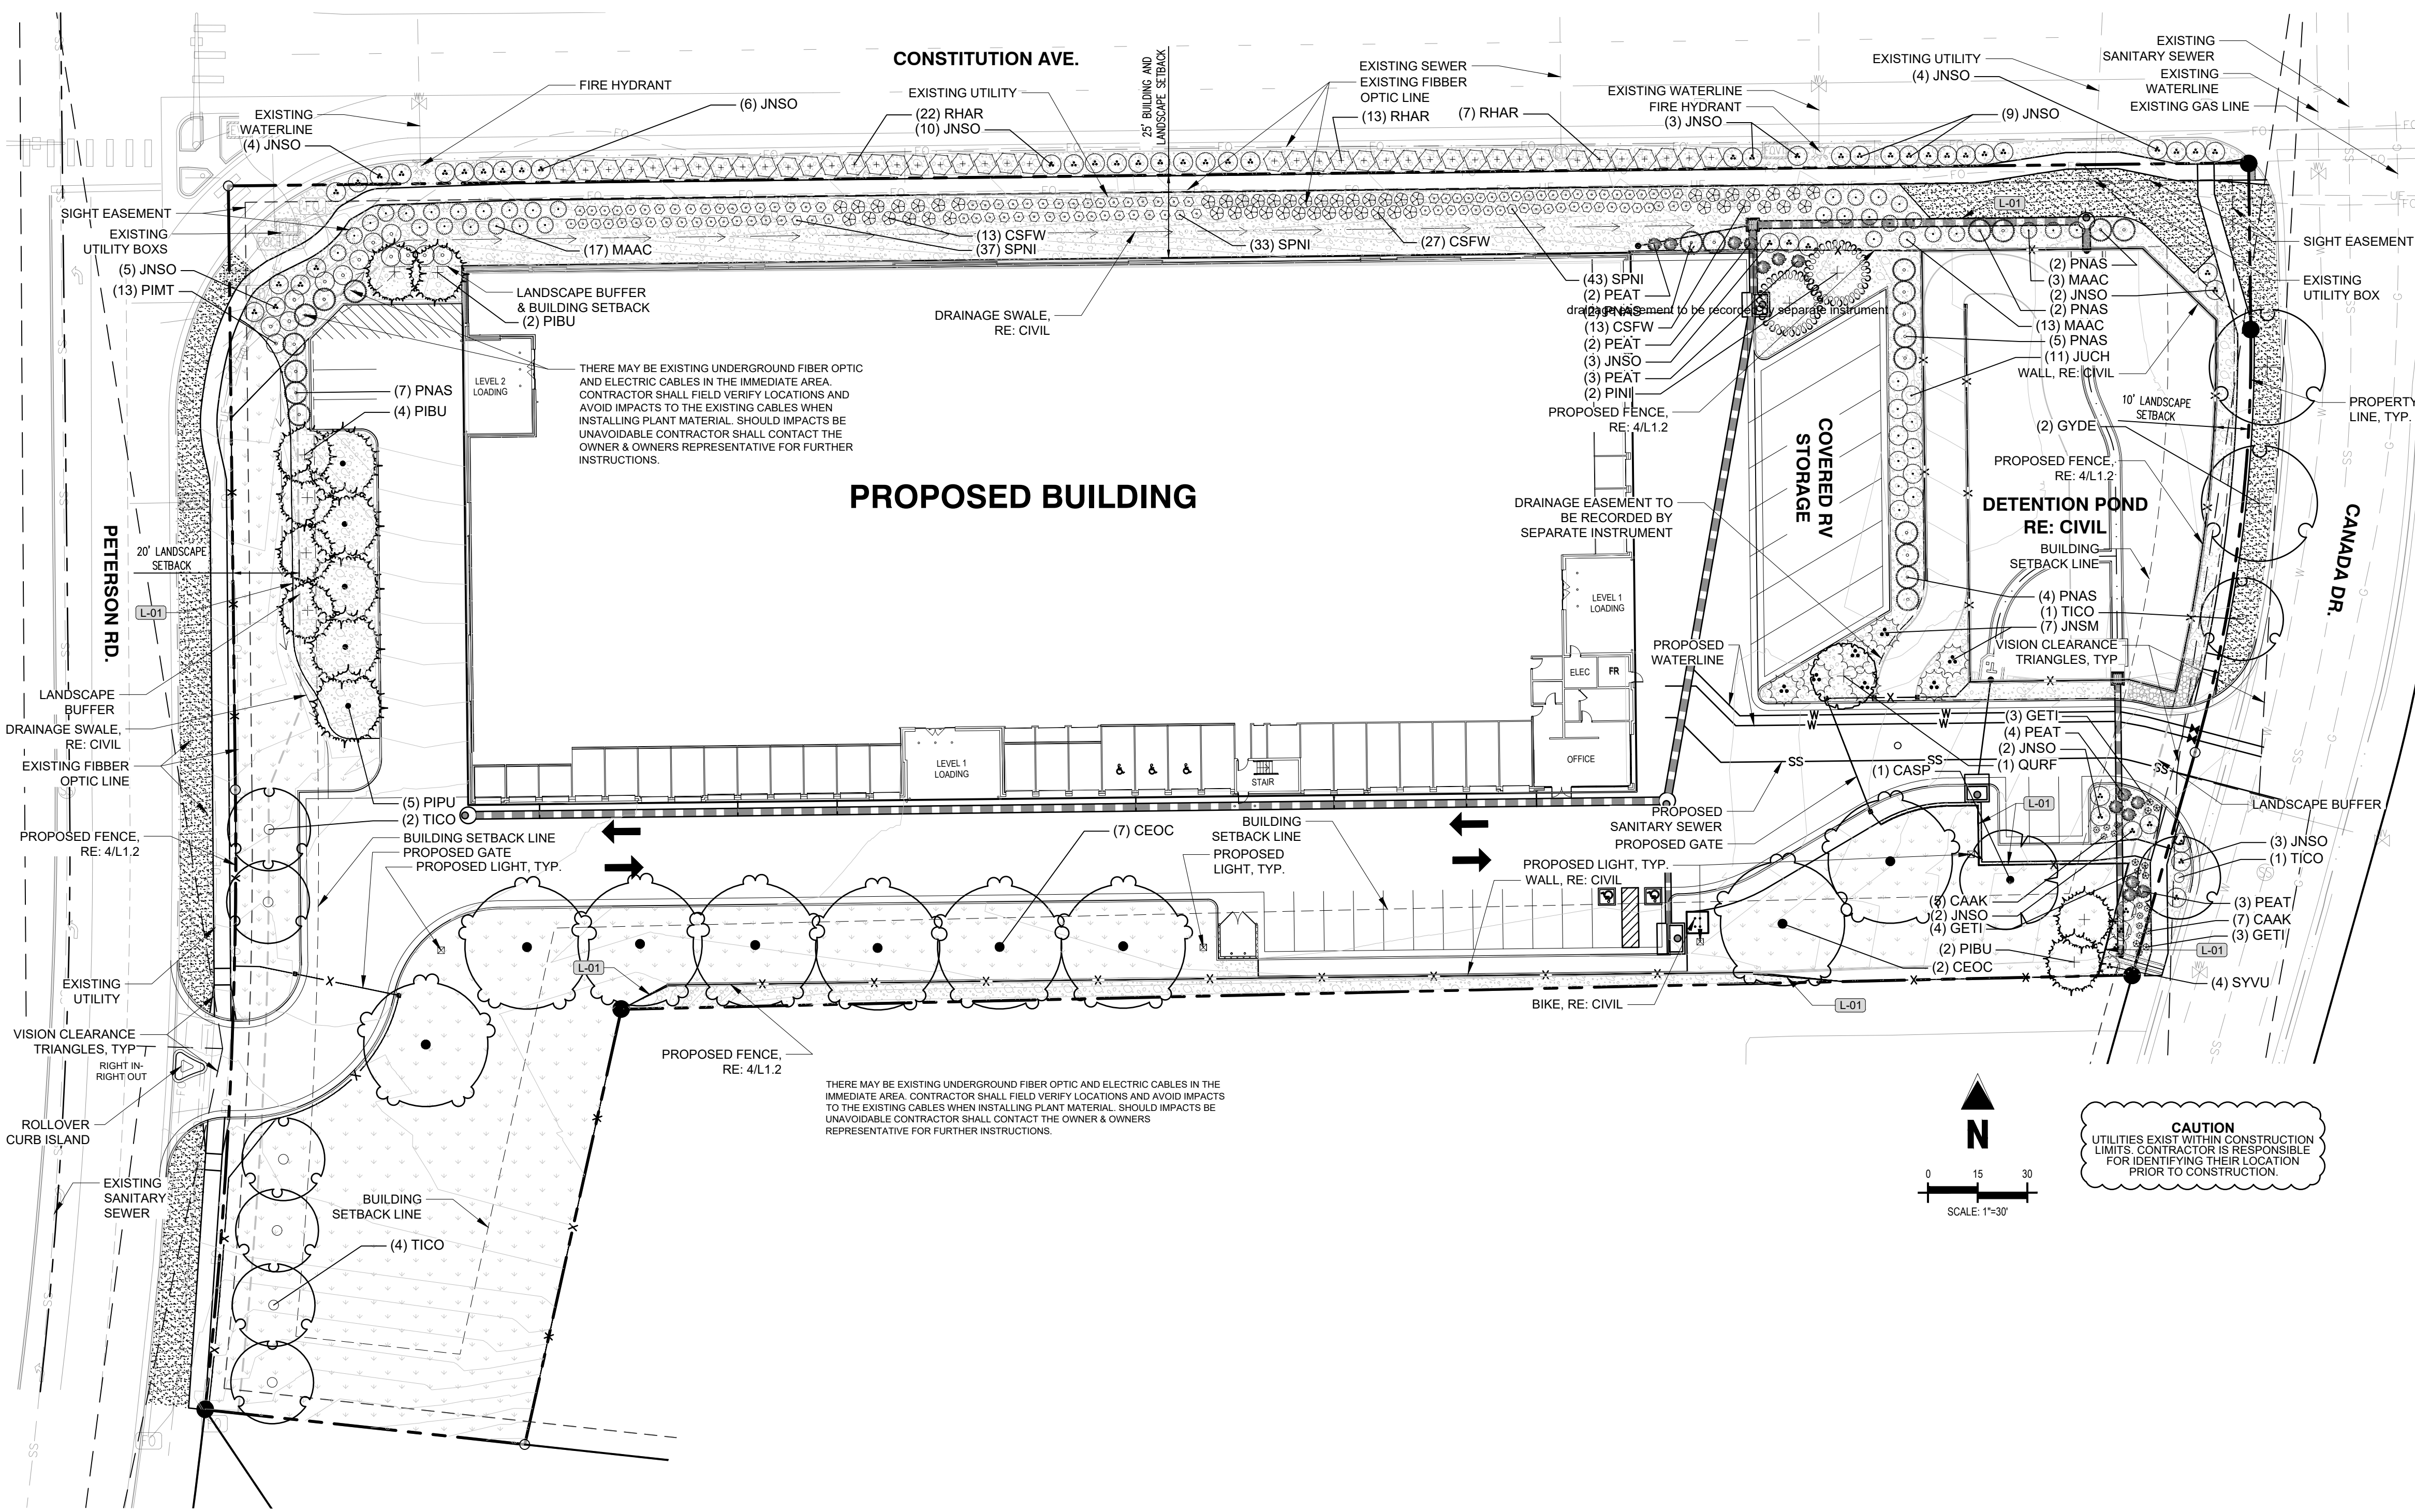 CONSTITUTION AVE.
25' BUILDING AND
LANDSCAPE SETBACK
EXISTING
WATERLINE
(4) JNSO
FIRE HYDRANT
(6) JNSO
EXISTING UTILITY
(22) RHAR
(10) JNSO
EXISTING SEWER
EXISTING FIBBER
OPTIC LINE
(13) RHAR
(7) RHAR
EXISTING WATERLINE
FIRE HYDRANT
(3) JNSO
EXISTING UTILITY
(4) JNSO
(9) JNSO
EXISTING
SANITARY SEWER
EXISTING
WATERLINE
EXISTING GAS LINE
SIGHT EASEMENT
EXISTING
UTILITY BOXS
(5) JNSO
(13) PIMT
(17) MAAC
LANDSCAPE BUFFER
& BUILDING SETBACK
(2) PIBU
(13) CSFW
(37) SPNI
DRAINAGE SWALE,
RE: CIVIL
(33) SPNI
(27) CSFW
L-01
(43) SPNI
(2) PEAT
drainage easement to be recorded by separate instrument
(13) CSFW
(2) PEAT
(3) JNSO
(3) PEAT
(2) PINI
PROPOSED FENCE,
RE: 4/L1.2
(2) PNAS
(3) MAAC
(2) JNSO
(2) PNAS
(13) MAAC
(5) PNAS
(11) JUCH
WALL, RE: CIVIL
SIGHT EASEMENT
EXISTING
UTILITY BOX
PROPERTY
LINE, TYP.
10' LANDSCAPE
SETBACK
(2) GYDE
PROPOSED FENCE,
RE: 4/L1.2
DETENTION POND
RE: CIVIL
BUILDING
SETBACK LINE
CANADA DR.
COVERED RV
STORAGE
THERE MAY BE EXISTING UNDERGROUND FIBER OPTIC
AND ELECTRIC CABLES IN THE IMMEDIATE AREA.
CONTRACTOR SHALL FIELD VERIFY LOCATIONS AND
AVOID IMPACTS TO THE EXISTING CABLES WHEN
INSTALLING PLANT MATERIAL. SHOULD IMPACTS BE
UNAVOIDABLE CONTRACTOR SHALL CONTACT THE
OWNER & OWNERS REPRESENTATIVE FOR FURTHER
INSTRUCTIONS.
LEVEL 2
LOADING
(7) PNAS
(4) PIBU
PROPOSED BUILDING
DRAINAGE EASEMENT TO
BE RECORDED BY
SEPARATE INSTRUMENT
PETERSON RD.
20' LANDSCAPE
SETBACK
L-01
LEVEL 1
LOADING
(4) PNAS
(1) TICO
(7) JNSM
VISION CLEARANCE
TRIANGLES, TYP
PROPOSED
WATERLINE
ELEC
FR
LANDSCAPE
BUFFER
DRAINAGE SWALE,
RE: CIVIL
EXISTING FIBBER
OPTIC LINE
LEVEL 1
LOADING
STAIR
OFFICE
W
W
W
W
(3) GETI
(4) PEAT
(2) JNSO
(1) QURF
(1) CASP
SS
SS
SS
L-01
LANDSCAPE BUFFER
(5) PIPU
(2) TICO
BUILDING SETBACK LINE
PROPOSED GATE
PROPOSED LIGHT, TYP.
PROPOSED FENCE,
RE: 4/L1.2
(7) CEOC
BUILDING
SETBACK LINE
PROPOSED
LIGHT, TYP.
PROPOSED
SANITARY SEWER
PROPOSED GATE
PROPOSED LIGHT, TYP.
WALL, RE: CIVIL
(3) JNSO
(1) TICO
(5) CAAK
(2) JNSO
(4) GETI
(2) PIBU
(2) CEOC
(3) PEAT
(7) CAAK
(3) GETI
L-01
(4) SYVU
EXISTING
UTILITY
L-01
BIKE, RE: CIVIL
L-01
VISION CLEARANCE
TRIANGLES, TYP
RIGHT IN-
RIGHT OUT
PROPOSED FENCE,
RE: 4/L1.2
THERE MAY BE EXISTING UNDERGROUND FIBER OPTIC AND ELECTRIC CABLES IN THE
IMMEDIATE AREA. CONTRACTOR SHALL FIELD VERIFY LOCATIONS AND AVOID IMPACTS
TO THE EXISTING CABLES WHEN INSTALLING PLANT MATERIAL. SHOULD IMPACTS BE
UNAVOIDABLE CONTRACTOR SHALL CONTACT THE OWNER & OWNERS
REPRESENTATIVE FOR FURTHER INSTRUCTIONS.
ROLLOVER
CURB ISLAND
EXISTING
SANITARY
SEWER
BUILDING
SETBACK LINE
(4) TICO
N
0 15 30
SCALE: 1"=30'
CAUTION
UTILITIES EXIST WITHIN CONSTRUCTION
LIMITS. CONTRACTOR IS RESPONSIBLE
FOR IDENTIFYING THEIR LOCATION
PRIOR TO CONSTRUCTION.